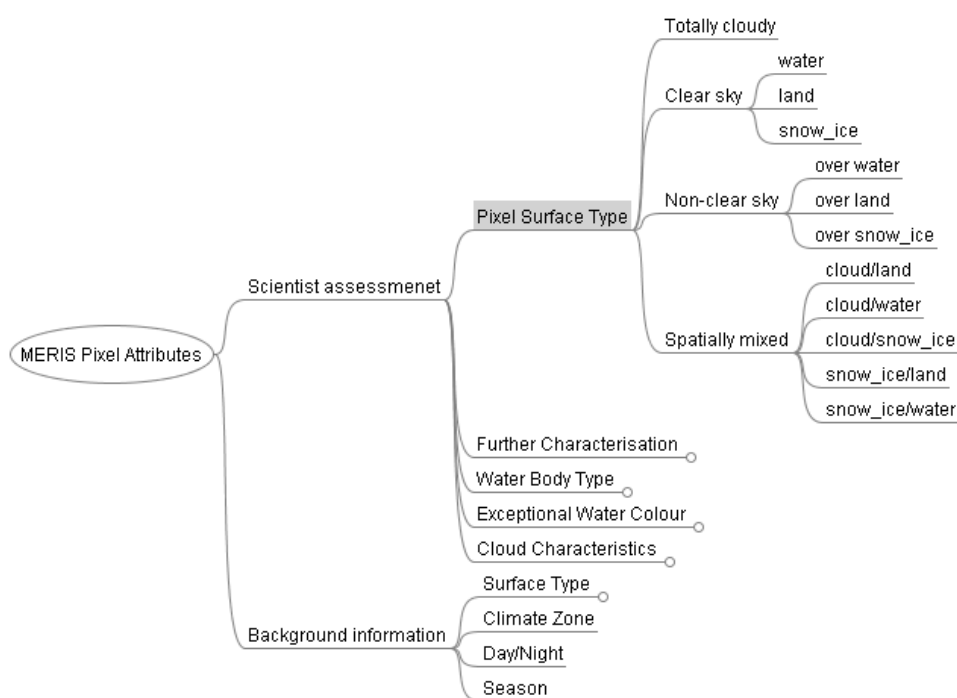 MERIS Pixel Attributes
Scientist assessmenet
Pixel Surface Type
Totally cloudy
Clear sky
water
land
snow_ice
Non-clear sky
over water
over land
over snow_ice
Spatially mixed
cloud/land
cloud/water
cloud/snow_ice
snow_ice/land
snow_ice/water
Further Characterisation
Water Body Type
Exceptional Water Colour
Cloud Characteristics
Background information
Surface Type
Climate Zone
Day/Night
Season